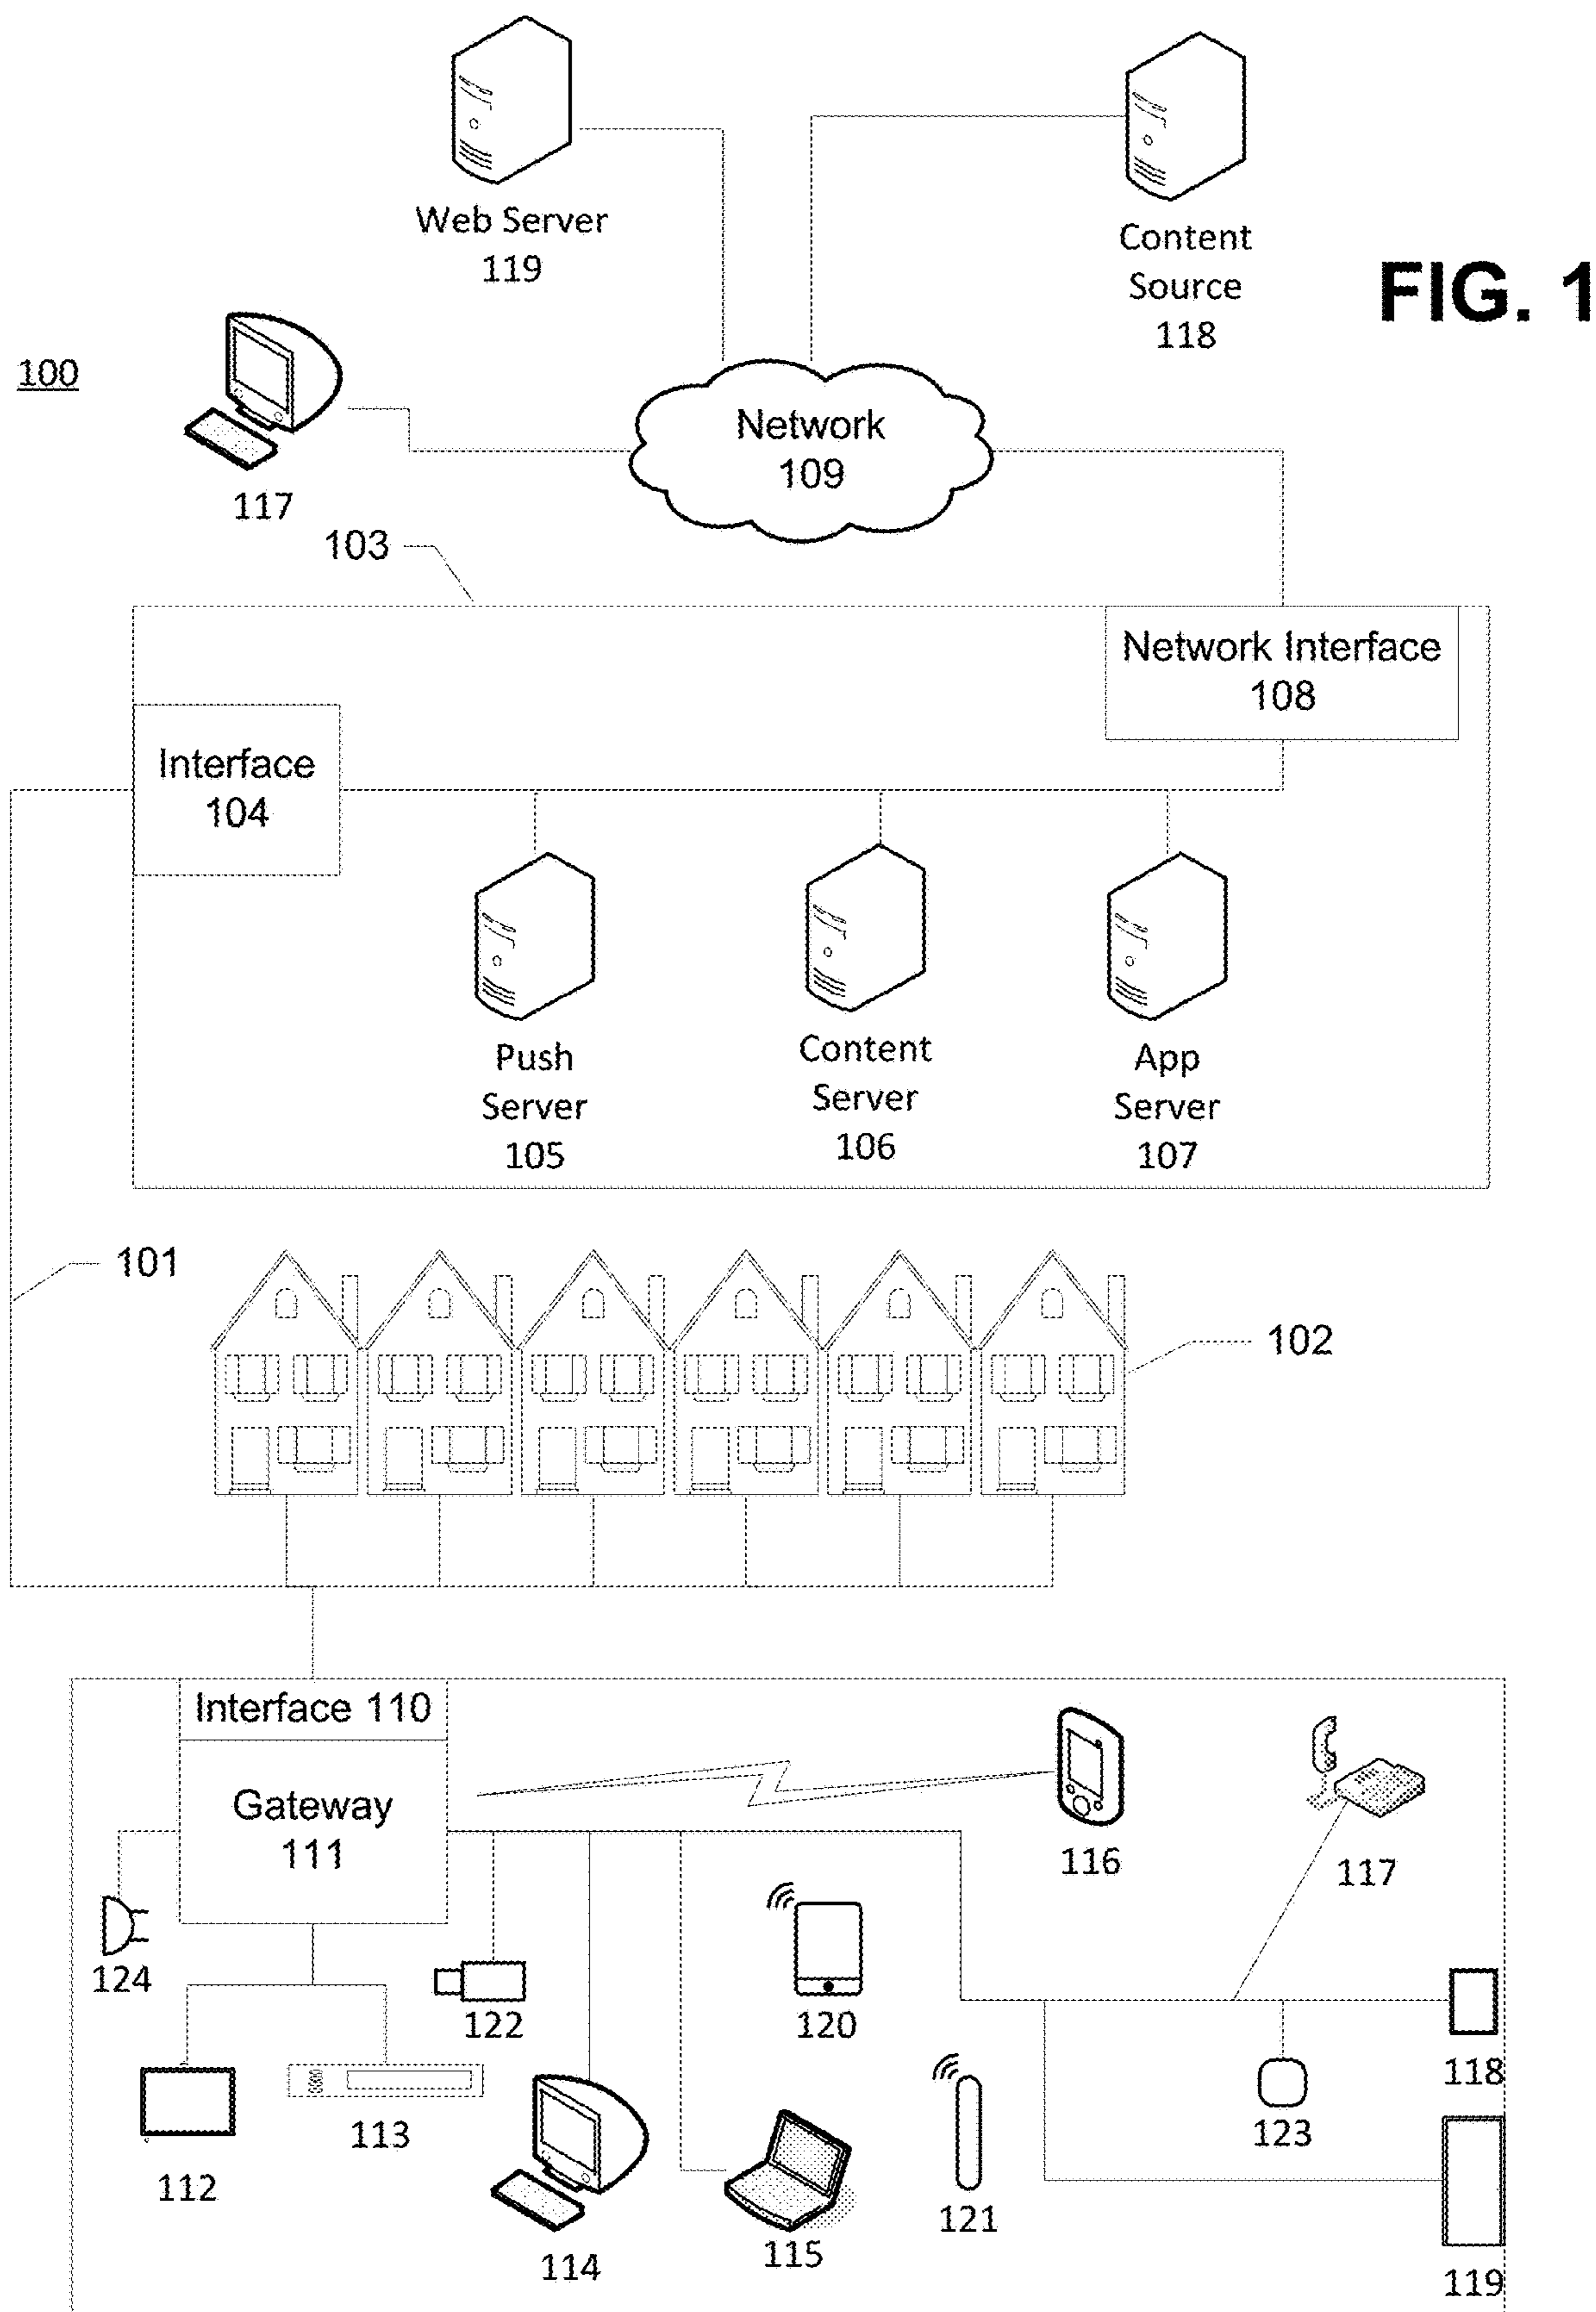 Web Server
119
Content
Source
118
FIG. 1
100
117
Network
109
103
Network Interface
108
Interface
104
Push
Server
105
Content
Server
106
App
Server
107
101
102
Interface 110
Gateway
111
116
117
124
122
120
118
123
112
113
114
115
121
119